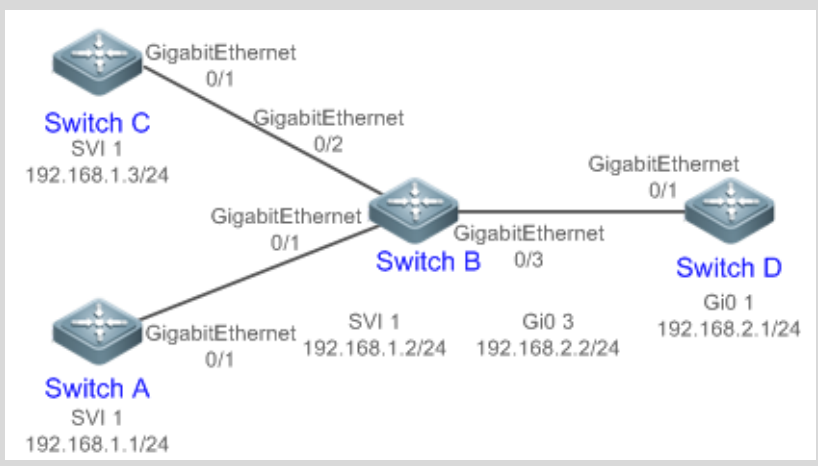 GigabitEthernet
0/1
Switch C
SVI 1
192.168.1.3/24
GigabitEthernet
0/2
GigabitEthernet
0/1
GigabitEthernet
0/1
Switch B
GigabitEthernet
0/3
Switch D
Gi0 1
192.168.2.1/24
SVI 1
192.168.1.2/24
Gi0 3
192.168.2.2/24
GigabitEthernet
0/1
Switch A
SVI 1
192.168.1.1/24